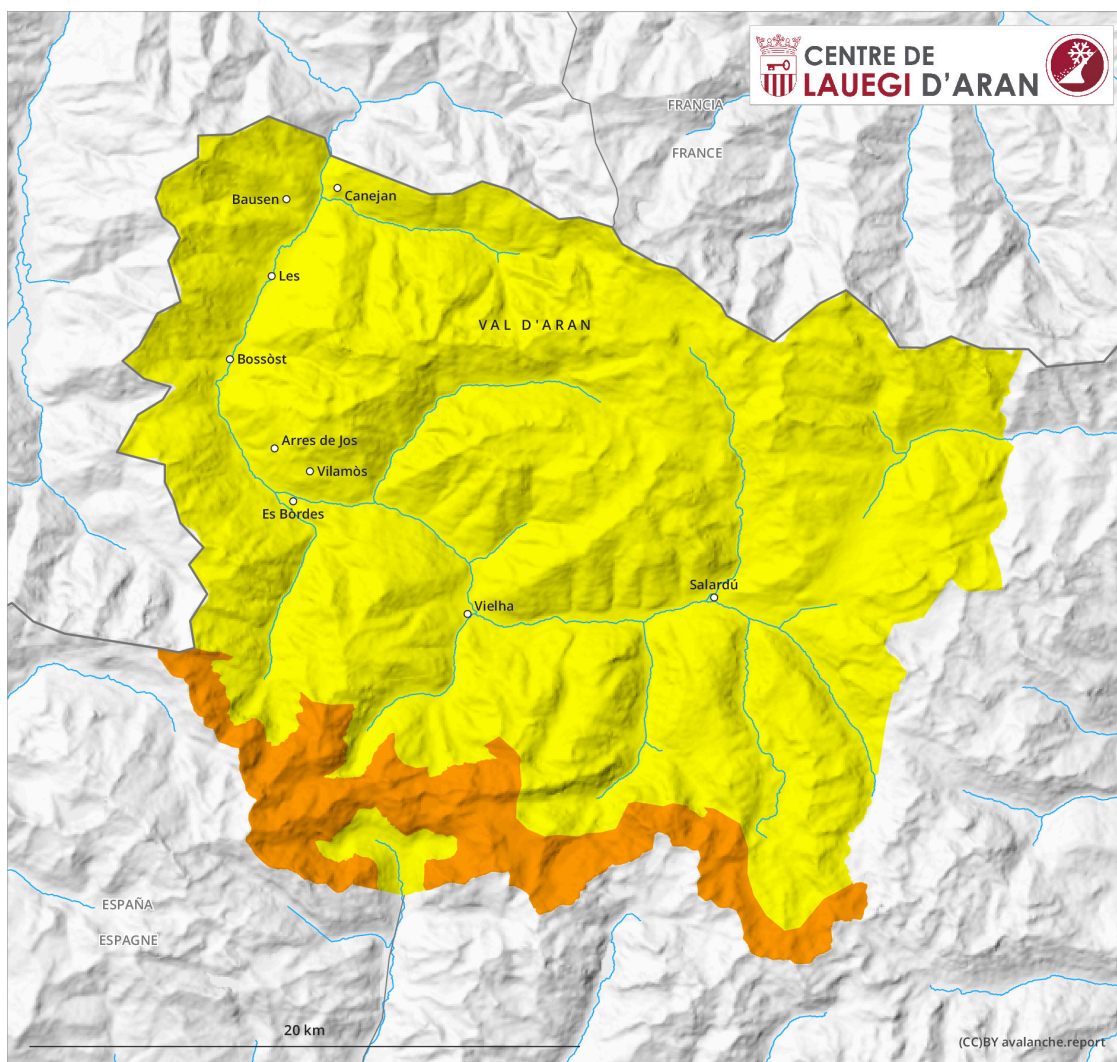 CENTRE DE
LAUEGI D'ARAN
FRANCIA
FRANCE
Bausen
Canejan
Les
VAL D'ARAN
Bossòst
Arres de Jos
Vilamòs
Es Bòrdes
Salardú
Vielha
ESPAÑA
ESPAGNE
20 km
(CC)BY avalanche.report